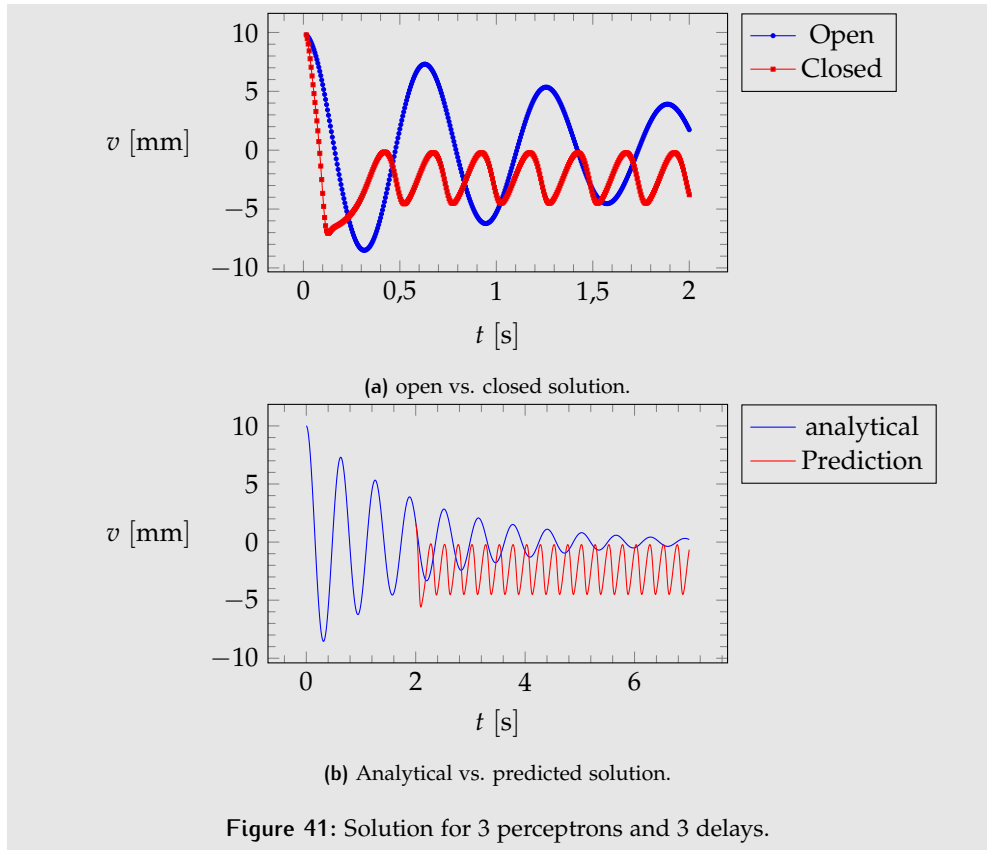 10
5
0
−5
−10
v [mm]
0
0,5
1
1,5
2
t [s]
Open
Closed
(a) open vs. closed solution.
10
5
0
−5
−10
v [mm]
0
2
4
6
t [s]
analytical
Prediction
(b) Analytical vs. predicted solution.
Figure 41: Solution for 3 perceptrons and 3 delays.